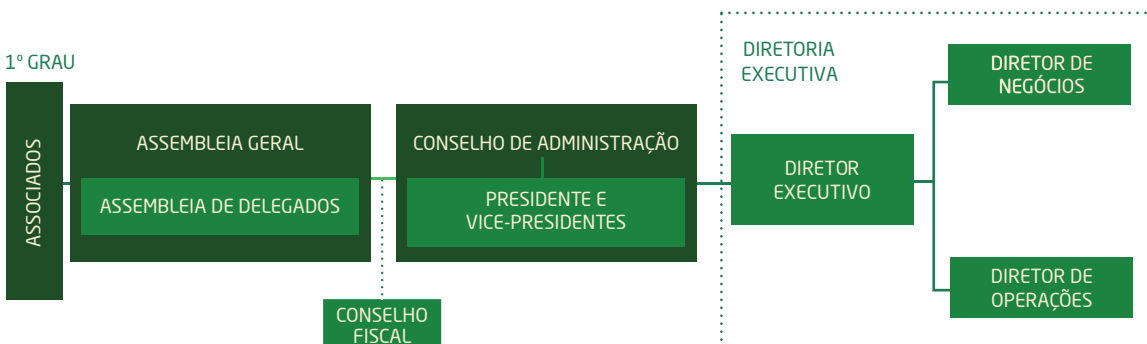 1º GRAU
ASSOCIADOS
ASSEMBLEIA GERAL
ASSEMBLEIA DE DELEGADOS
CONSELHO
FISCAL
CONSELHO DE ADMINISTRAÇÃO
PRESIDENTE E
VICE-PRESIDENTES
DIRETORIA
EXECUTIVA
DIRETOR
EXECUTIVO
DIRETOR DE
NEGÓCIOS
DIRETOR DE
OPERAÇÕES